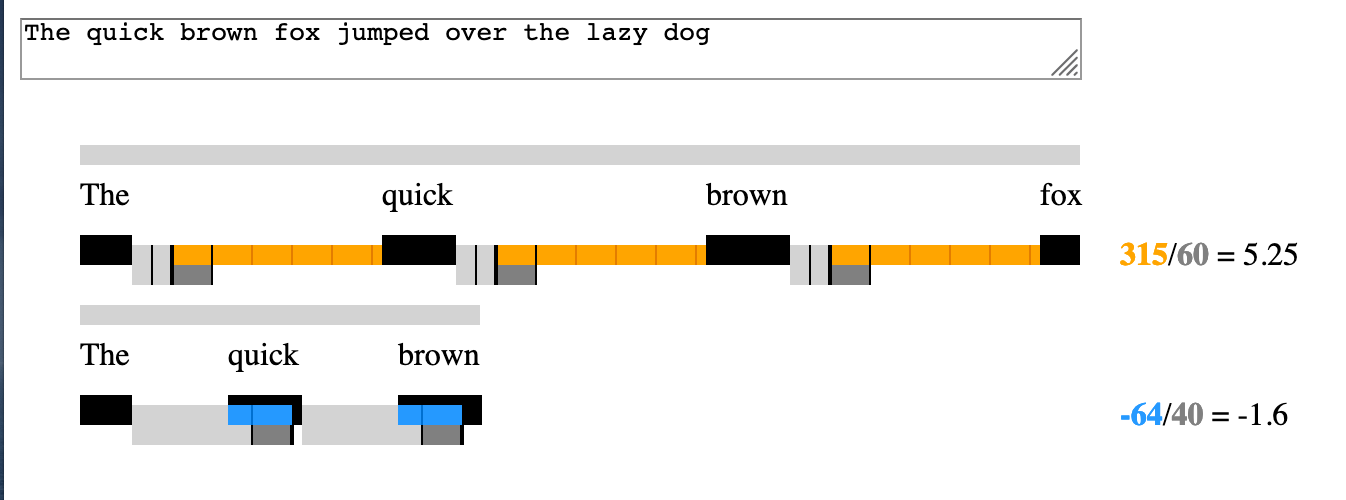 The quick brown fox jumped over the lazy dog
The quick brown fox
315/60 = 5.25
The quick brown
-64/40 = -1.6